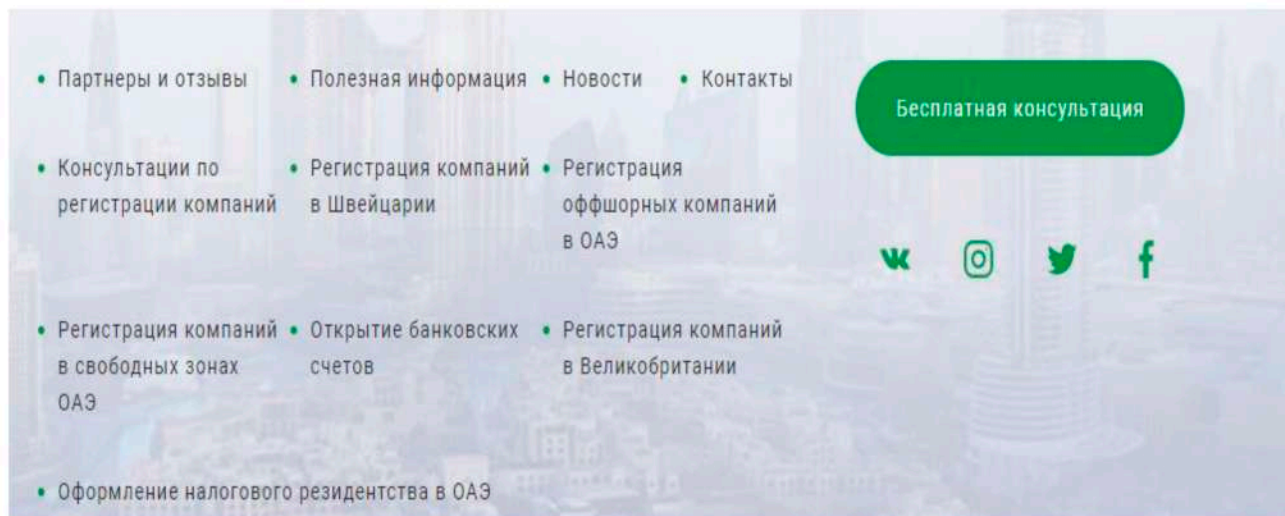 Партнеры и отзывы
Полезная информация
Новости
Контакты
Бесплатная консультация
Консультации по
регистрации компаний
Регистрация компаний
в Швейцарии
Регистрация
оффшорных компаний
в ОАЭ
Регистрация компаний
в свободных зонах
ОАЭ
Открытие банковских
счетов
Регистрация компаний
в Великобритании
Оформление налогового резидентства в ОАЭ